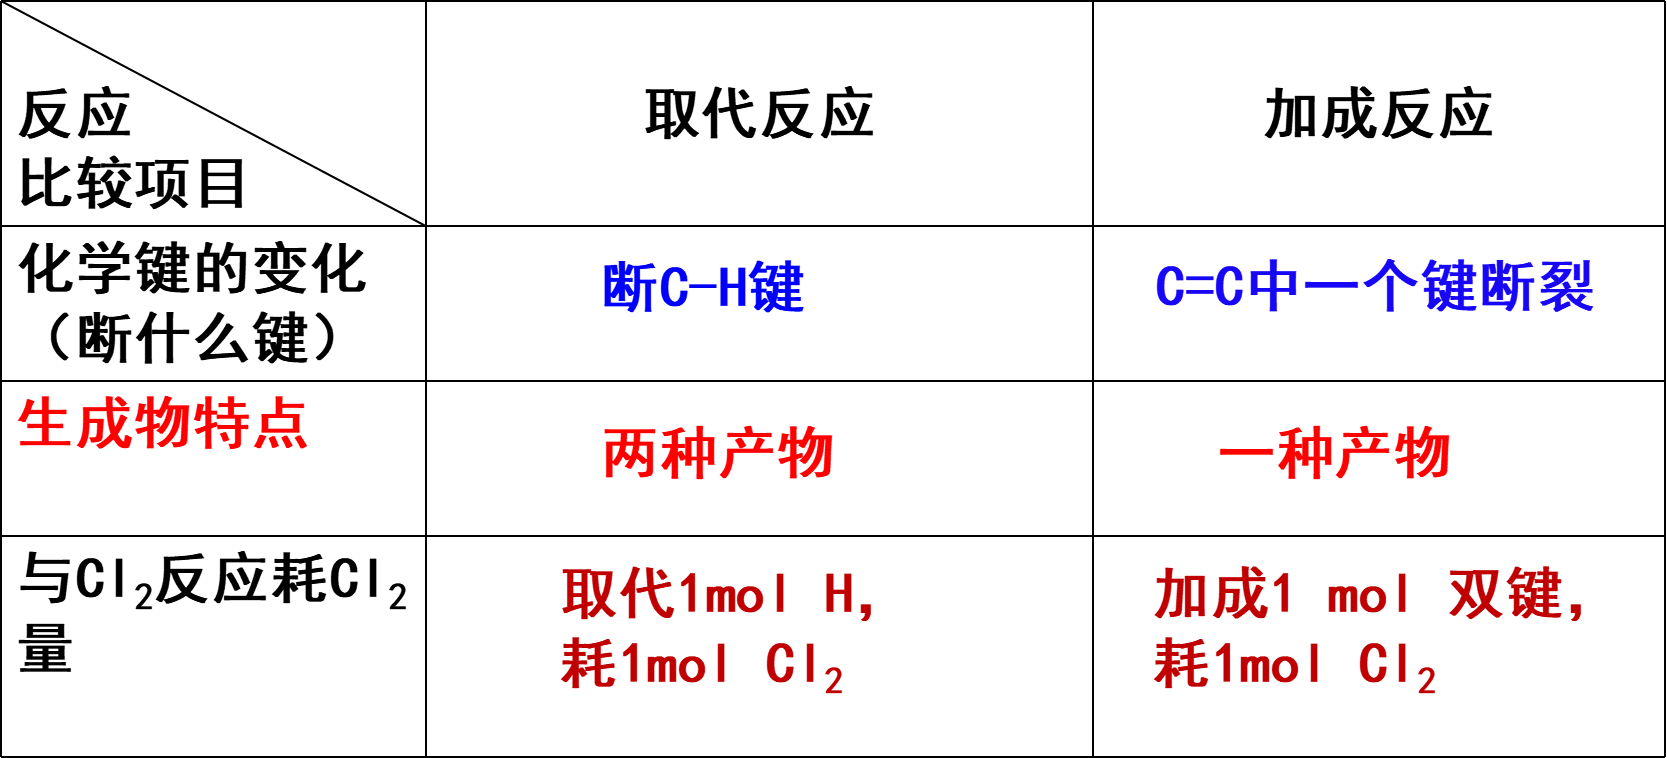 反应
比较项目
取代反应
加成反应
化学键的变化
（断什么键）
断C-H键
C=C中一个键断裂
生成物特点
两种产物
一种产物
与Cl₂反应耗Cl₂
量
取代1mol H,
耗1mol Cl₂
加成1 mol 双键,
耗1mol Cl₂